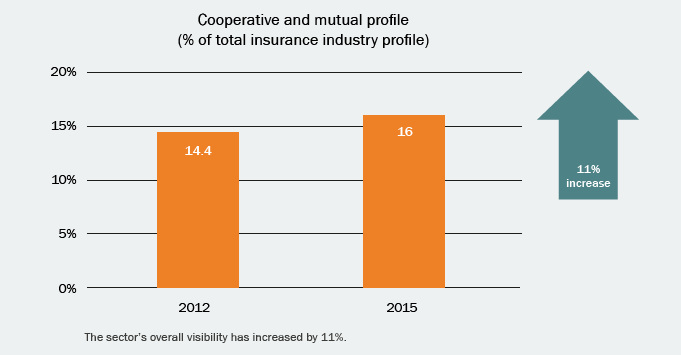 Cooperative and mutual profile
(% of total insurance industry profile)
20%
15%
10%
5%
0%
14.4
16
2012
2015
11%
increase
The sector's overall visibility has increased by 11%.